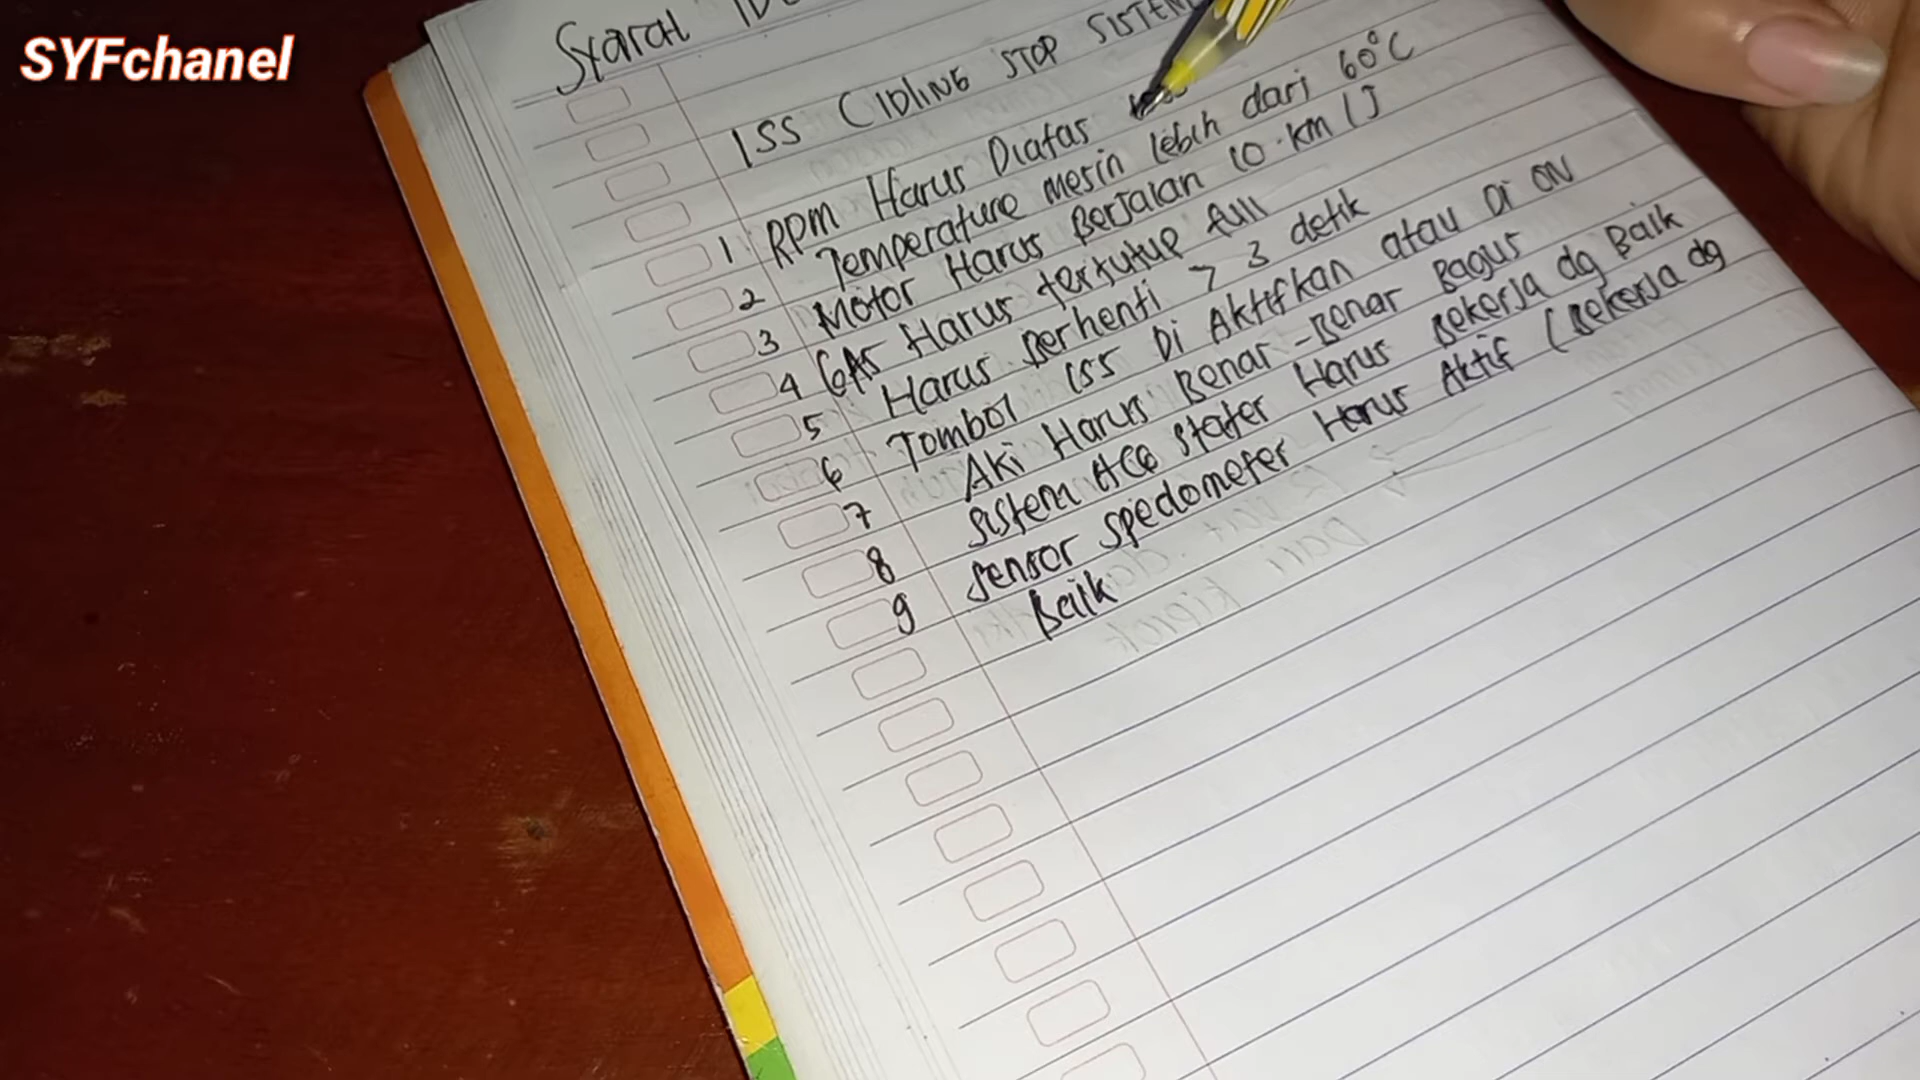 SYFchanel
Syarat
ISS (IDLING STOP SISTEM
1 RPM Harus Diatas
2 Temperature mesin lebih dari 60°C
3 Motor Harus Berjalan 10 km/J
4 GAS Harus tertutup full
5 Harus Berhenti > 3 detik
6 Tombol ISS Di Aktifkan atau Di ON
7 Aki Harus Benar-Benar Bagus
8 Sistem ACG Stater Harus Bekerja dg Baik
9 Sensor Spedometer Harus Aktif (Bekerja dg
Baik